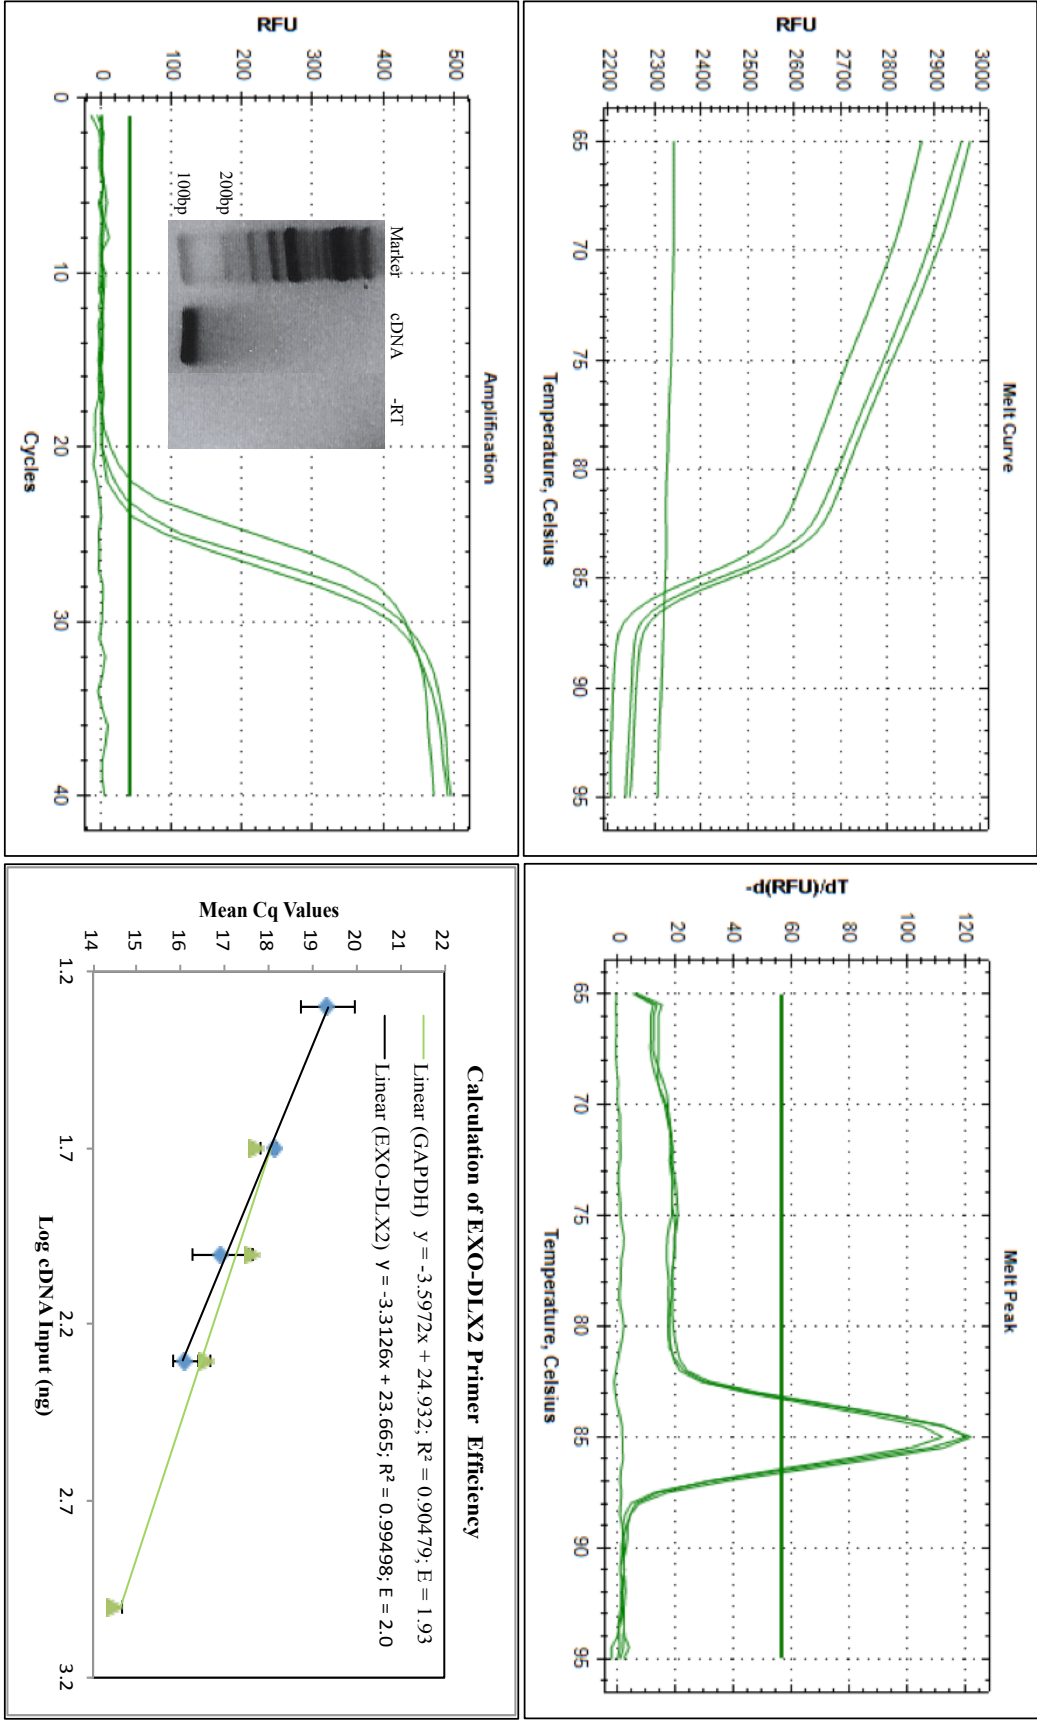 Amplification
RFU
500
400
300
200
100
0
Marker
cDNA
-RT
200bp
100bp
0
10
20
30
40
Cycles
Melt Curve
RFU
3000
2900
2800
2700
2600
2500
2400
2300
2200
65
70
75
80
85
90
95
Temperature, Celsius
Calculation of EXO-DLX2 Primer Efficiency
Linear (GAPDH) y = -3.5972x + 24.932; R² = 0.90479; E = 1.93
Linear (EXO-DLX2) y = -3.3126x + 23.665; R² = 0.99498; E = 2.0
Mean Cq Values
22
21
20
19
18
17
16
15
14
1.2
1.7
2.2
2.7
3.2
Log cDNA Input (ng)
Melt Peak
-d(RFU)/dT
120
100
80
60
40
20
0
65
70
75
80
85
90
95
Temperature, Celsius